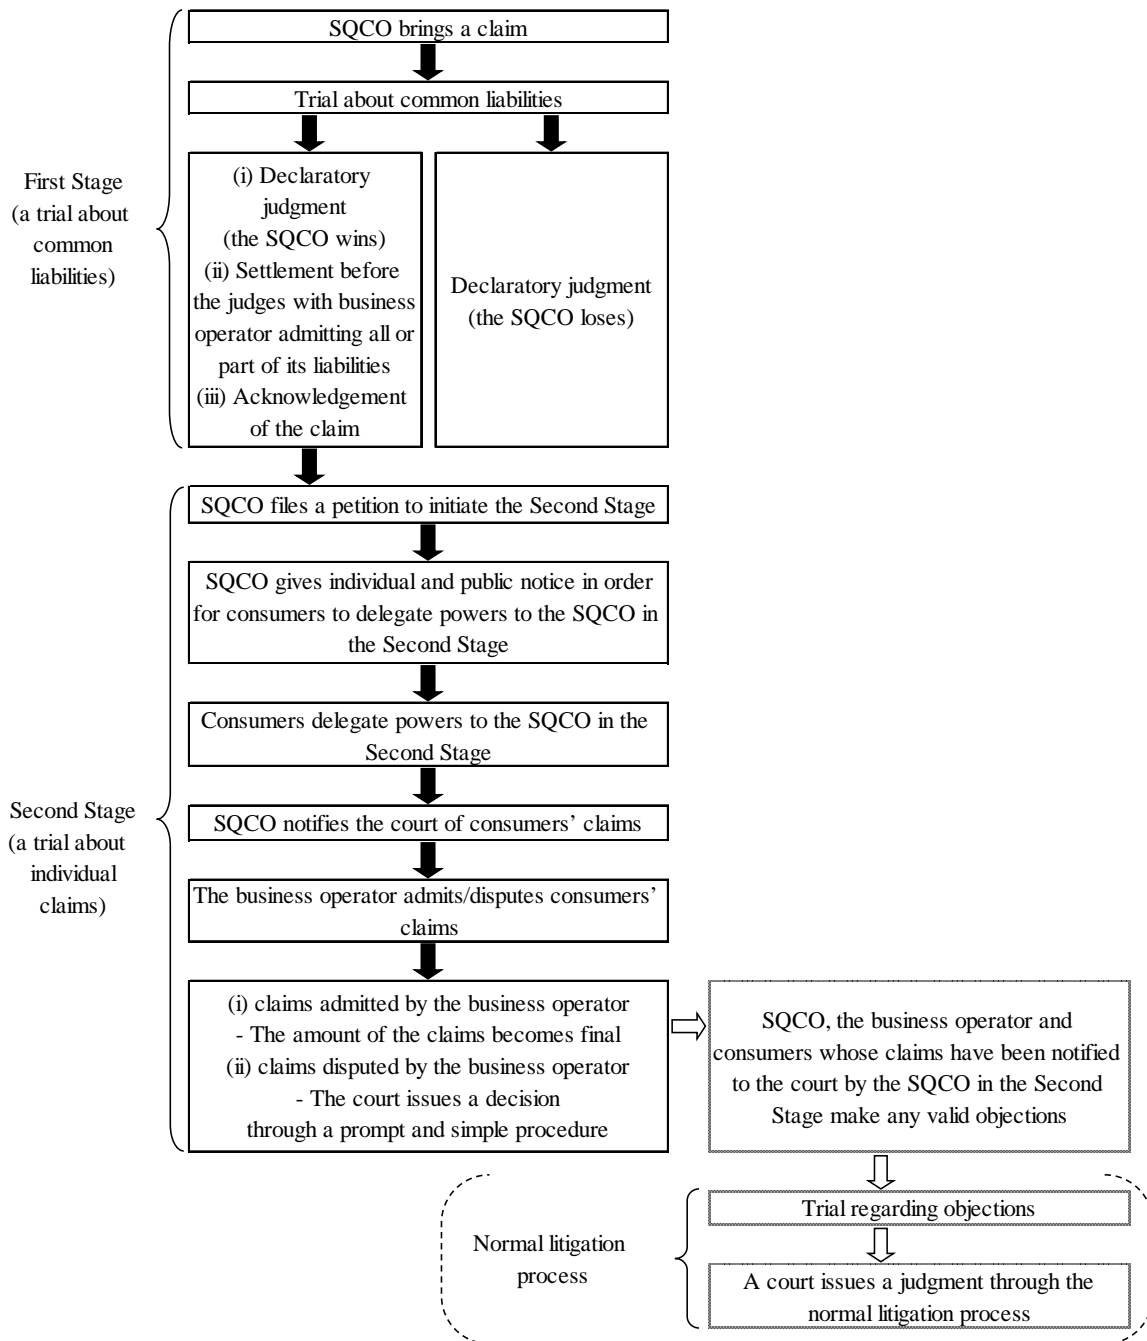 SQCO brings a claim
Trial about common liabilities
First Stage
(a trial about
common
liabilities)
(i) Declaratory
judgment
(the SQCO wins)
(ii) Settlement before
the judges with business
operator admitting all or
part of its liabilities
(iii) Acknowledgement
of the claim
Declaratory judgment
(the SQCO loses)
SQCO files a petition to initiate the Second Stage
SQCO gives individual and public notice in order
for consumers to delegate powers to the SQCO in
the Second Stage
Consumers delegate powers to the SQCO in the
Second Stage
Second Stage
(a trial about
individual
claims)
SQCO notifies the court of consumers’ claims
The business operator admits/disputes consumers’
claims
(i) claims admitted by the business operator
- The amount of the claims becomes final
(ii) claims disputed by the business operator
- The court issues a decision
through a prompt and simple procedure
SQCO, the business operator and
consumers whose claims have been notified
to the court by the SQCO in the Second
Stage make any valid objections
Normal litigation
process
Trial regarding objections
A court issues a judgment through the
normal litigation process